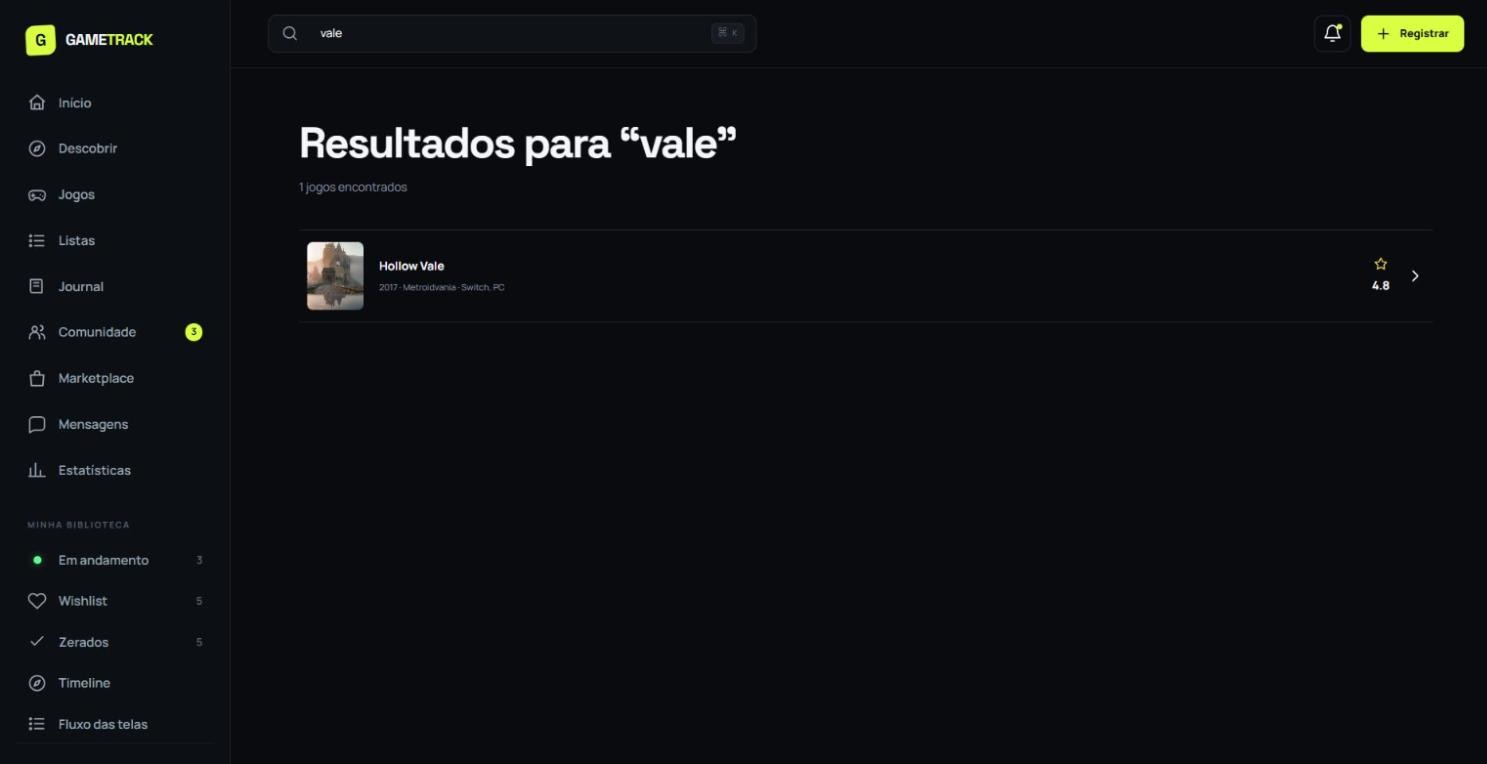 G GAMETRACK
vale
⌘ K
Registrar
Início
Descobrir
Jogos
Listas
Journal
Comunidade 3
Marketplace
Mensagens
Estatísticas
MINHA BIBLIOTECA
Em andamento 3
Wishlist 5
Zerados 5
Timeline
Fluxo das telas
Resultados para “vale”
1 jogos encontrados
Hollow Vale
2017 · Metroidvania · Switch, PC
4.8